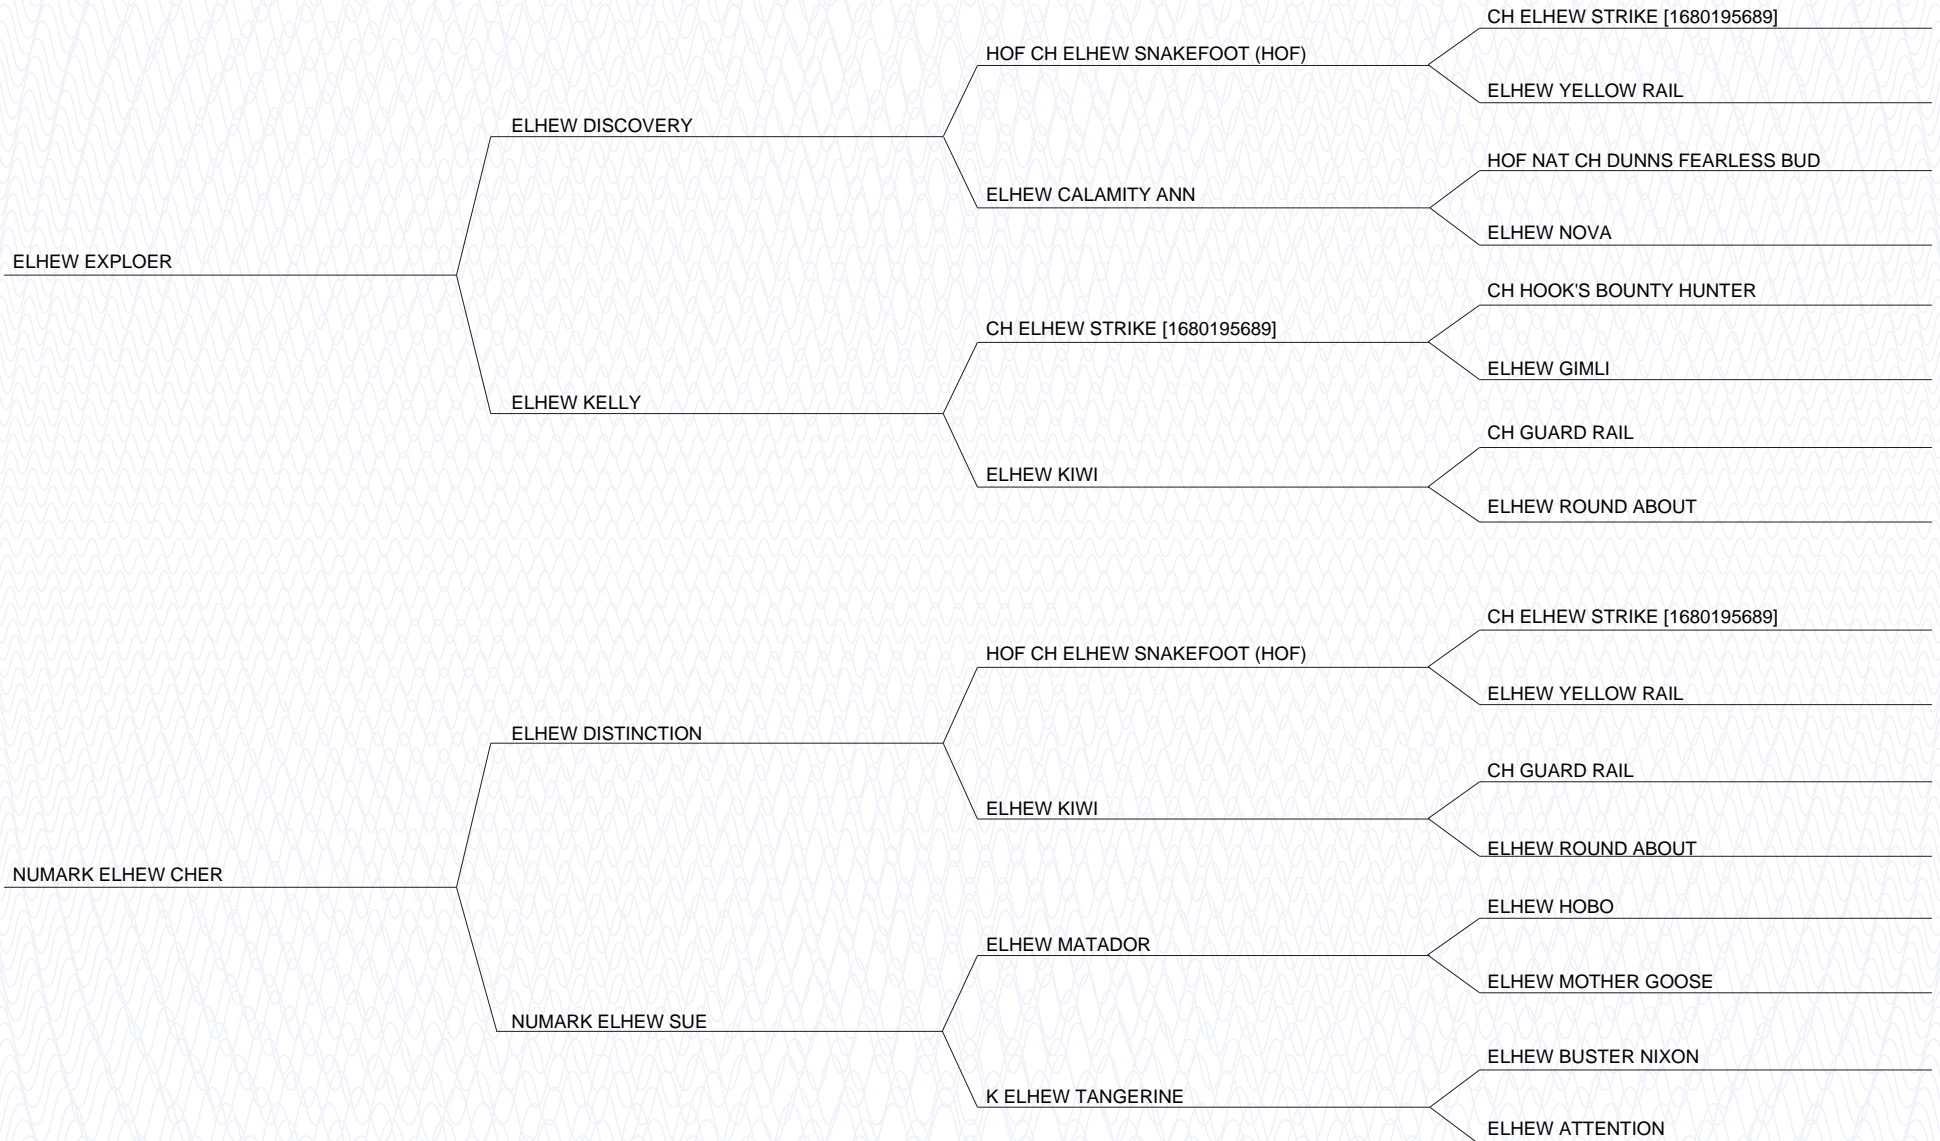 CH ELHEW STRIKE [1680195689]
HOF CH ELHEW SNAKEFOOT (HOF)
ELHEW YELLOW RAIL
ELHEW DISCOVERY
HOF NAT CH DUNNS FEARLESS BUD
ELHEW CALAMITY ANN
ELHEW NOVA
ELHEW EXPLOER
CH HOOK'S BOUNTY HUNTER
CH ELHEW STRIKE [1680195689]
ELHEW GIMLI
ELHEW KELLY
CH GUARD RAIL
ELHEW KIWI
ELHEW ROUND ABOUT
CH ELHEW STRIKE [1680195689]
HOF CH ELHEW SNAKEFOOT (HOF)
ELHEW YELLOW RAIL
ELHEW DISTINCTION
CH GUARD RAIL
ELHEW KIWI
ELHEW ROUND ABOUT
NUMARK ELHEW CHER
ELHEW HOBO
ELHEW MATADOR
ELHEW MOTHER GOOSE
NUMARK ELHEW SUE
ELHEW BUSTER NIXON
K ELHEW TANGERINE
ELHEW ATTENTION